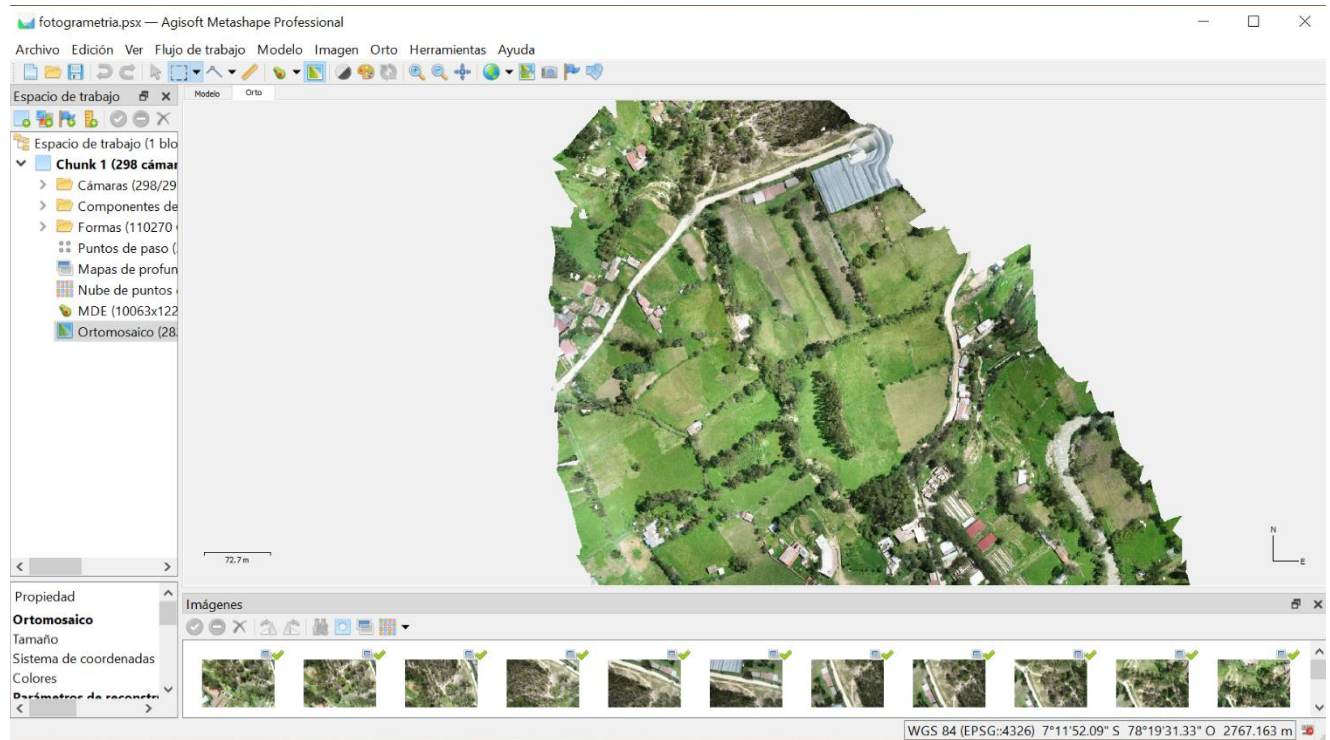 fotogrametria.psx — Agisoft Metashape Professional
Archivo Edición Ver Flujo de trabajo Modelo Imagen Orto Herramientas Ayuda
Espacio de trabajo
Modelo Orto
Espacio de trabajo (1 blo
Chunk 1 (298 cámar
Cámaras (298/29
Componentes de
Formas (110270
Puntos de paso (
Mapas de profun
Nube de puntos
MDE (10063x122
Ortomosaico (28
72.7 m
N
E
Propiedad
Ortomosaico
Tamaño
Sistema de coordenadas
Colores
Parámetros de reconstru
Imágenes
WGS 84 (EPSG::4326) 7°11'52.09" S 78°19'31.33" O 2767.163 m